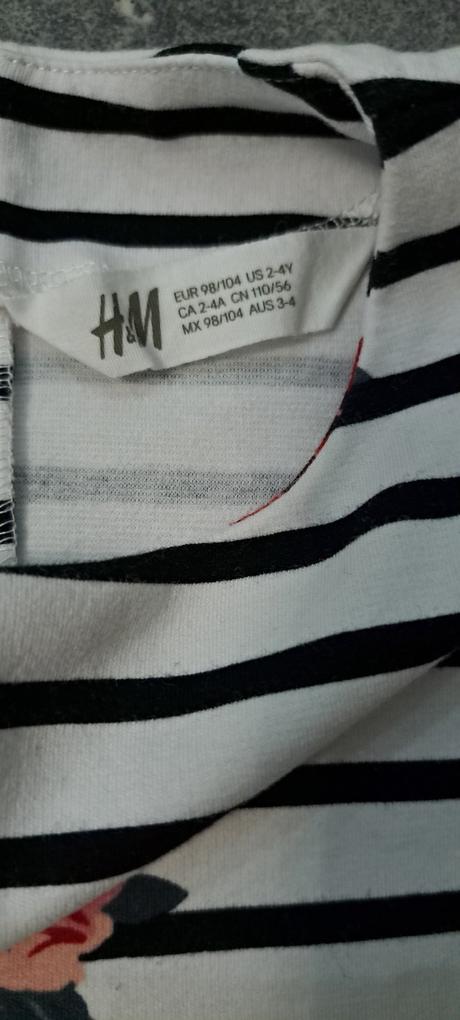 H&M
EUR 98/104 US 2-4Y
CA 2-4A CN 110/56
MX 98/104 AUS 3-4